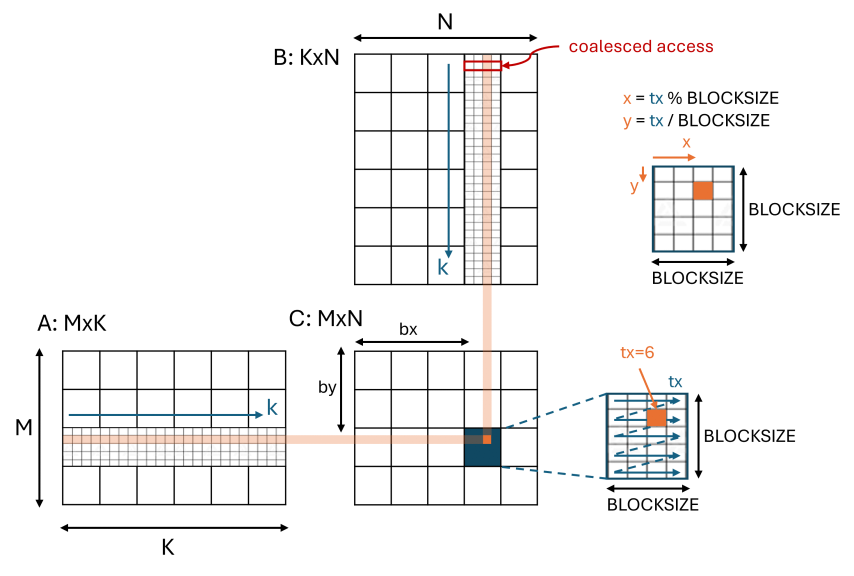 N
B: KxN
coalesced access
x = tx % BLOCKSIZE
y = tx / BLOCKSIZE
x
y
BLOCKSIZE
BLOCKSIZE
k
A: MxK
C: MxN
bx
by
M
k
K
tx=6
tx
BLOCKSIZE
BLOCKSIZE